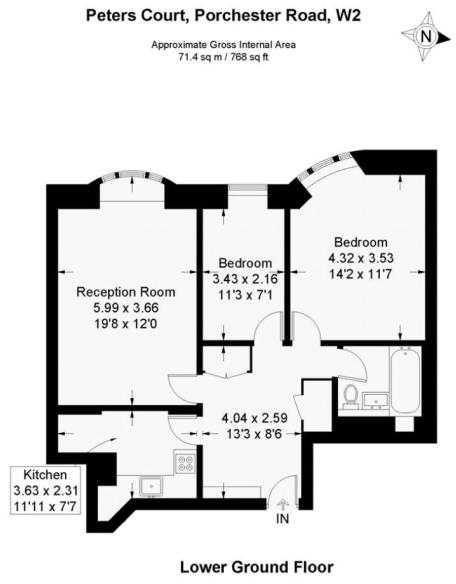 Peters Court, Porchester Road, W2
Approximate Gross Internal Area
71.4 sq m / 768 sq ft
N
Bedroom
4.32 x 3.53
14'2 x 11'7
Bedroom
3.43 x 2.16
11'3 x 7'1
Reception Room
5.99 x 3.66
19'8 x 12'0
4.04 x 2.59
13'3 x 8'6
Kitchen
3.63 x 2.31
11'11 x 7'7
IN
Lower Ground Floor